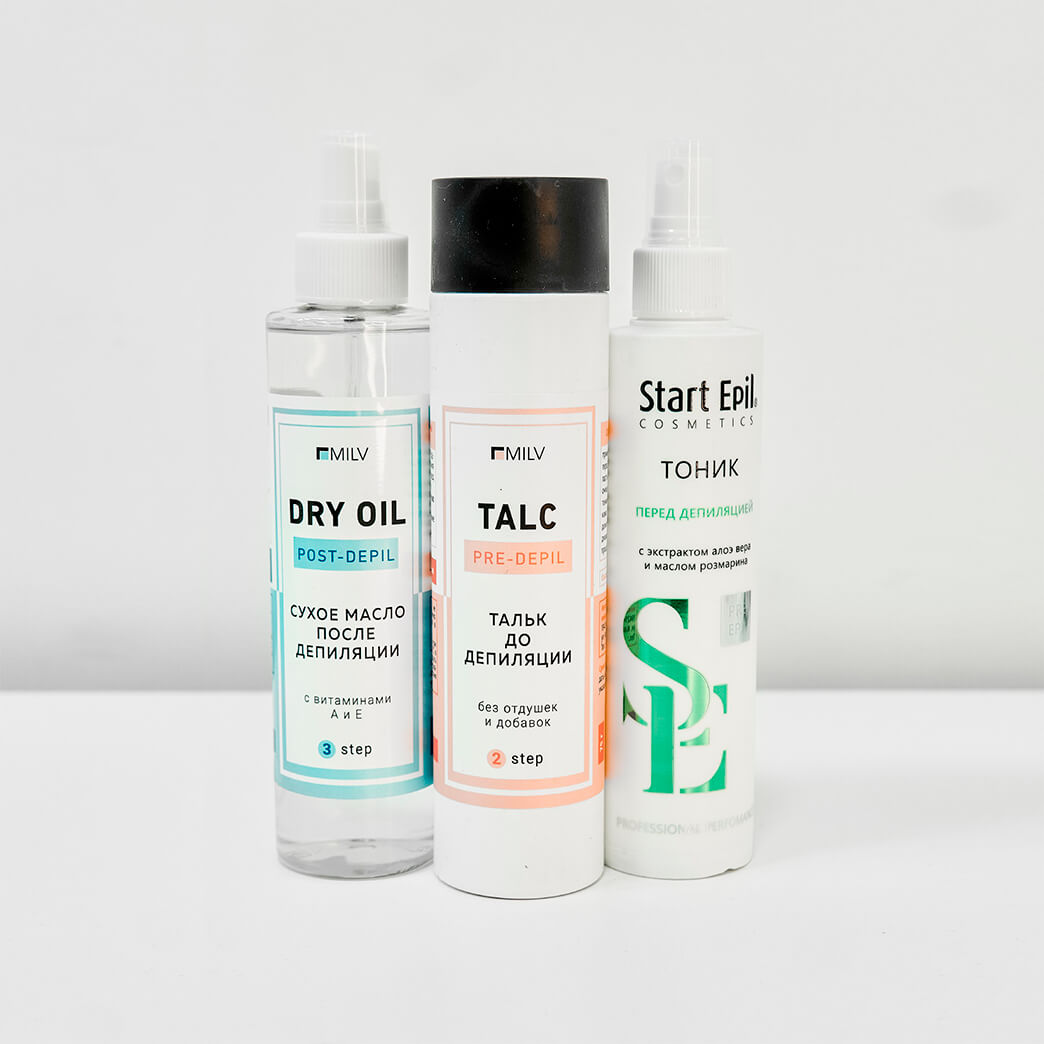 MILV
DRY OIL
POST-DEPIL
СУХОЕ МАСЛО
ПОСЛЕ
ДЕПИЛЯЦИИ
с витаминами
А и Е
3 step
MILV
TALC
PRE-DEPIL
ТАЛЬК
ДО
ДЕПИЛЯЦИИ
без отдушек
и добавок
2 step
Start Epil®
COSMETICS
ТОНИК
ПЕРЕД ДЕПИЛЯЦИЕЙ
с экстрактом алоэ вера
и маслом розмарина
SE
PROFESSIONAL